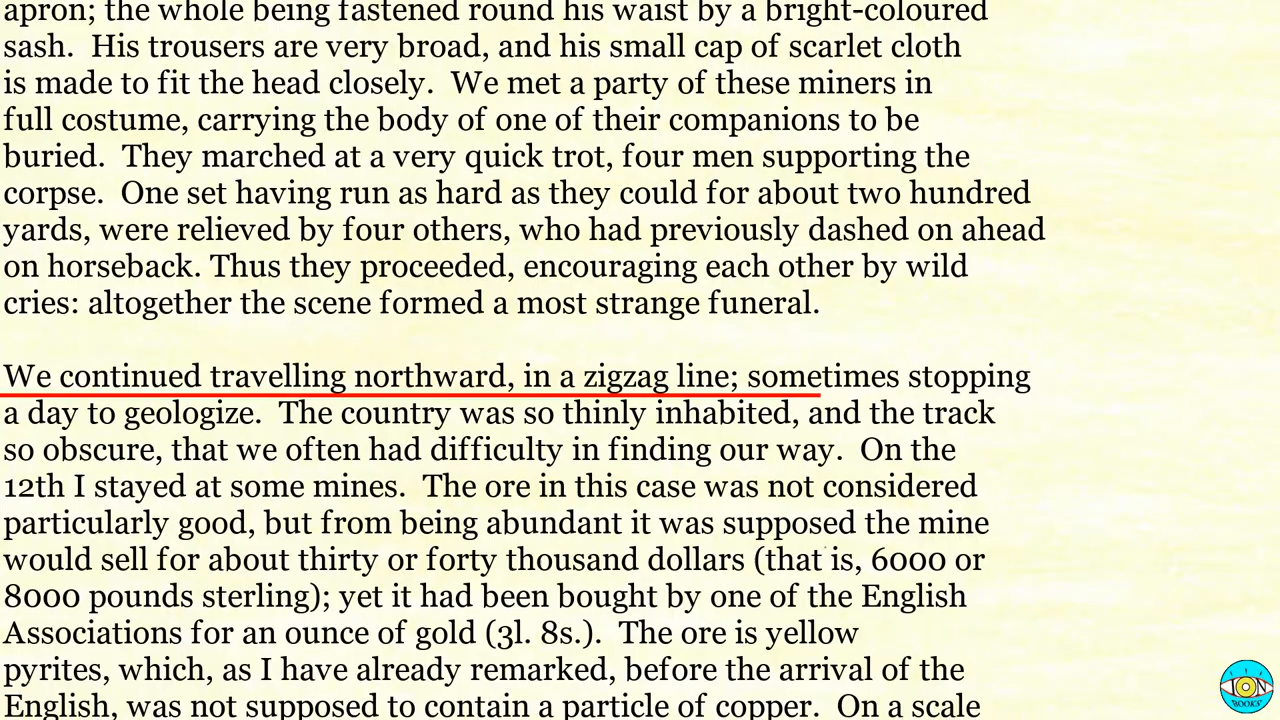 apron; the whole being fastened round his waist by a bright-coloured
sash.  His trousers are very broad, and his small cap of scarlet cloth
is made to fit the head closely.  We met a party of these miners in
full costume, carrying the body of one of their companions to be
buried.  They marched at a very quick trot, four men supporting the
corpse.  One set having run as hard as they could for about two hundred
yards, were relieved by four others, who had previously dashed on ahead
on horseback. Thus they proceeded, encouraging each other by wild
cries: altogether the scene formed a most strange funeral.

We continued travelling northward, in a zigzag line; sometimes stopping
a day to geologize.  The country was so thinly inhabited, and the track
so obscure, that we often had difficulty in finding our way.  On the
12th I stayed at some mines.  The ore in this case was not considered
particularly good, but from being abundant it was supposed the mine
would sell for about thirty or forty thousand dollars (that is, 6000 or
8000 pounds sterling); yet it had been bought by one of the English
Associations for an ounce of gold (3l. 8s.).  The ore is yellow
pyrites, which, as I have already remarked, before the arrival of the
English, was not supposed to contain a particle of copper.  On a scale
ION
BOOKS